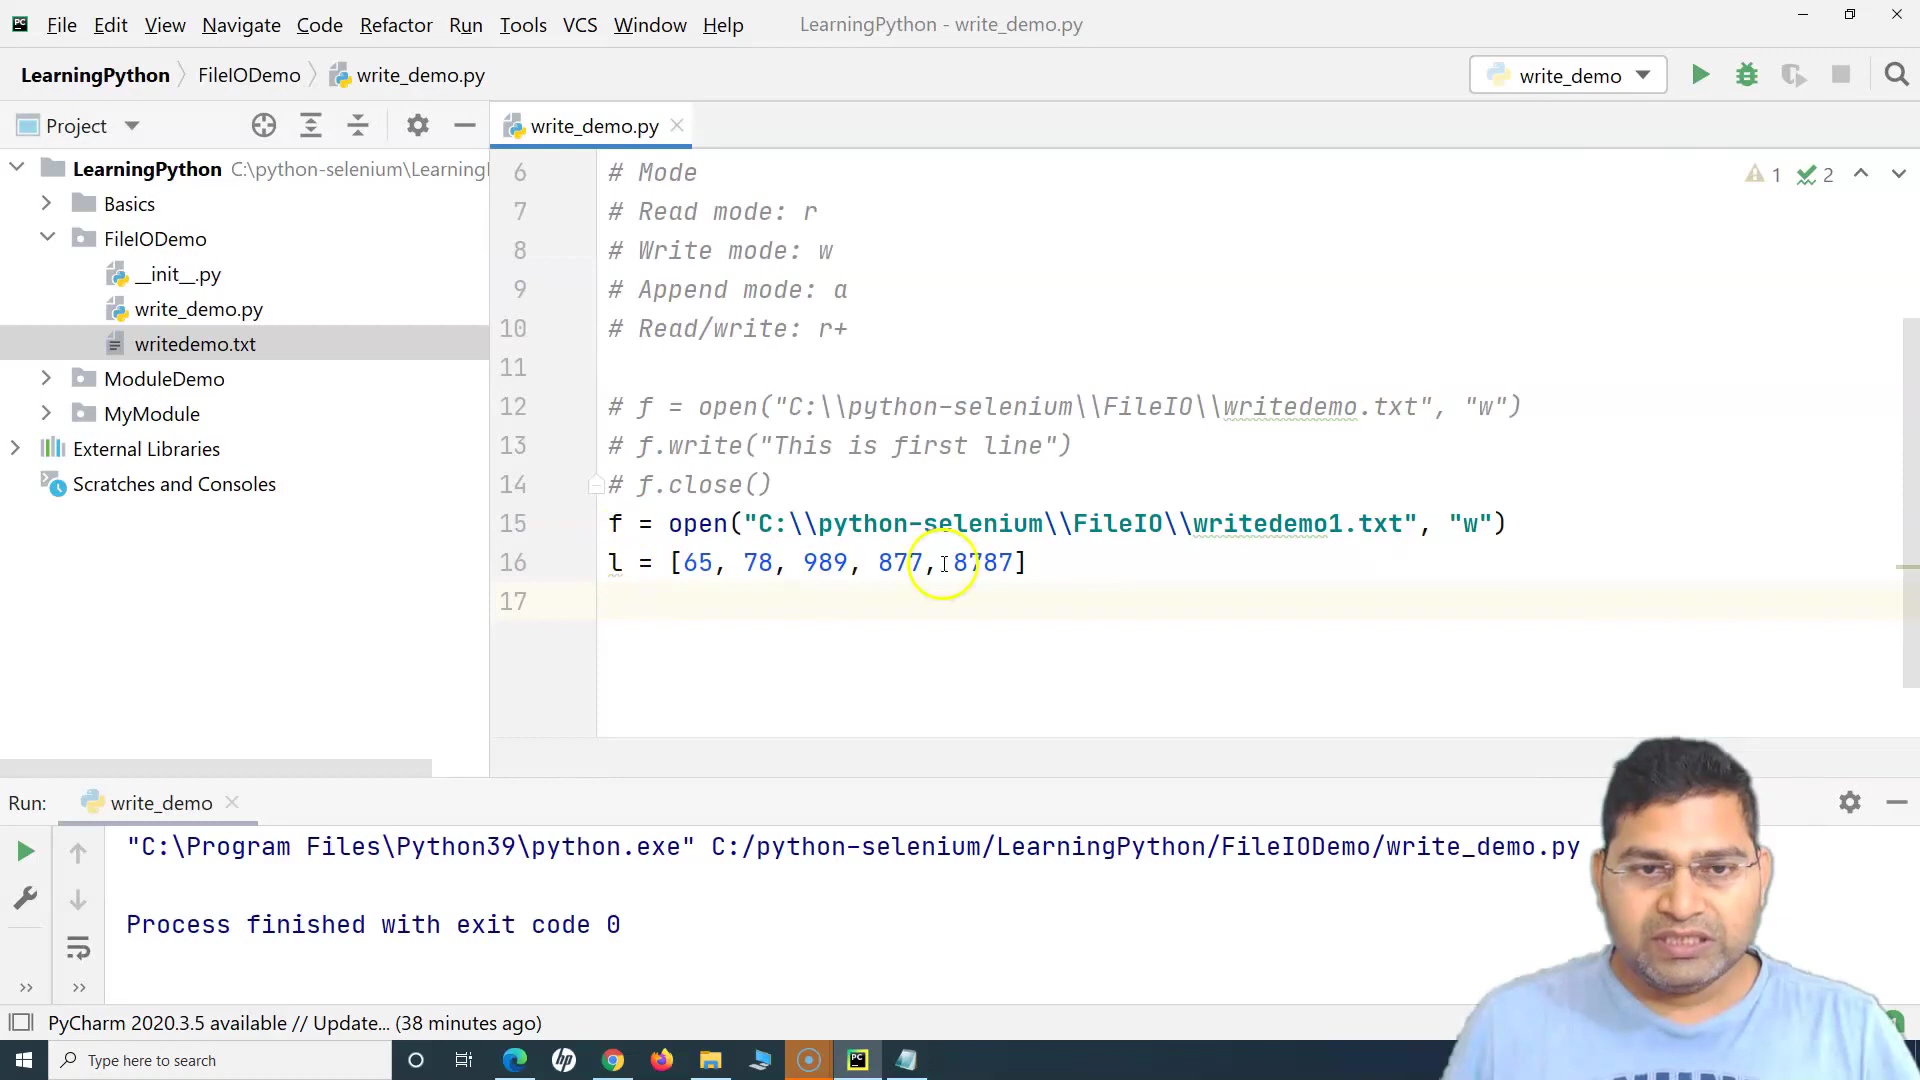 File Edit View Navigate Code Refactor Run Tools VCS Window Help LearningPython - write_demo.py
LearningPython FileIODemo write_demo.py write_demo
Project write_demo.py
LearningPython C:\python-selenium\Learningl
Basics
FileIODemo
__init__.py
write_demo.py
writedemo.txt
ModuleDemo
MyModule
External Libraries
Scratches and Consoles
1 2
6 # Mode
7 # Read mode: r
8 # Write mode: w
9 # Append mode: a
10 # Read/write: r+
11
12 # f = open("C:\\python-selenium\\FileIO\\writedemo.txt", "w")
13 # f.write("This is first line")
14 # f.close()
15 f = open("C:\\python-selenium\\FileIO\\writedemo1.txt", "w")
16 l = [65, 78, 989, 877, 8787]
17
Run: write_demo
"C:\Program Files\Python39\python.exe" C:/python-selenium/LearningPython/FileIODemo/write_demo.py
Process finished with exit code 0
PyCharm 2020.3.5 available // Update... (38 minutes ago)
Type here to search